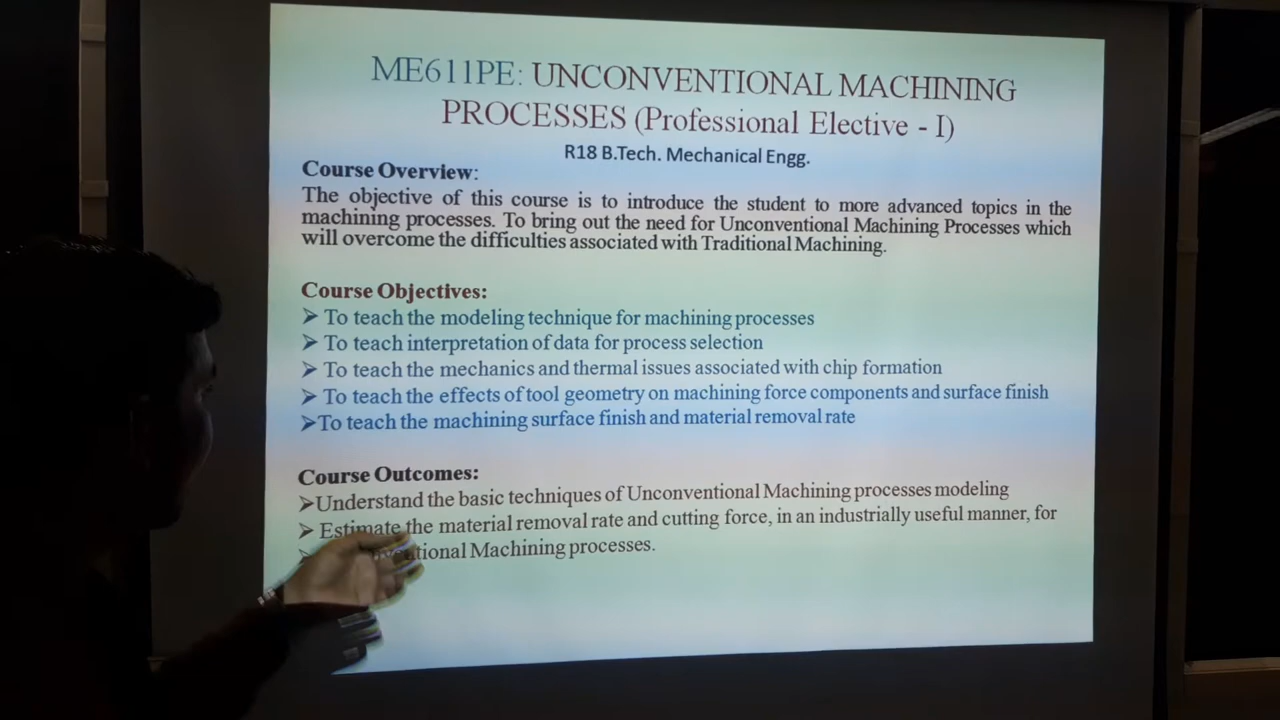 ME611PE: UNCONVENTIONAL MACHINING
PROCESSES (Professional Elective - I)
R18 B.Tech. Mechanical Engg.
Course Overview:
The objective of this course is to introduce the student to more advanced topics in the
machining processes. To bring out the need for Unconventional Machining Processes which
will overcome the difficulties associated with Traditional Machining.
Course Objectives:
➢ To teach the modeling technique for machining processes
➢ To teach interpretation of data for process selection
➢ To teach the mechanics and thermal issues associated with chip formation
➢ To teach the effects of tool geometry on machining force components and surface finish
➢To teach the machining surface finish and material removal rate
Course Outcomes:
➢Understand the basic techniques of Unconventional Machining processes modeling
➢ Estimate the material removal rate and cutting force, in an industrially useful manner, for
➢ Machining processes.